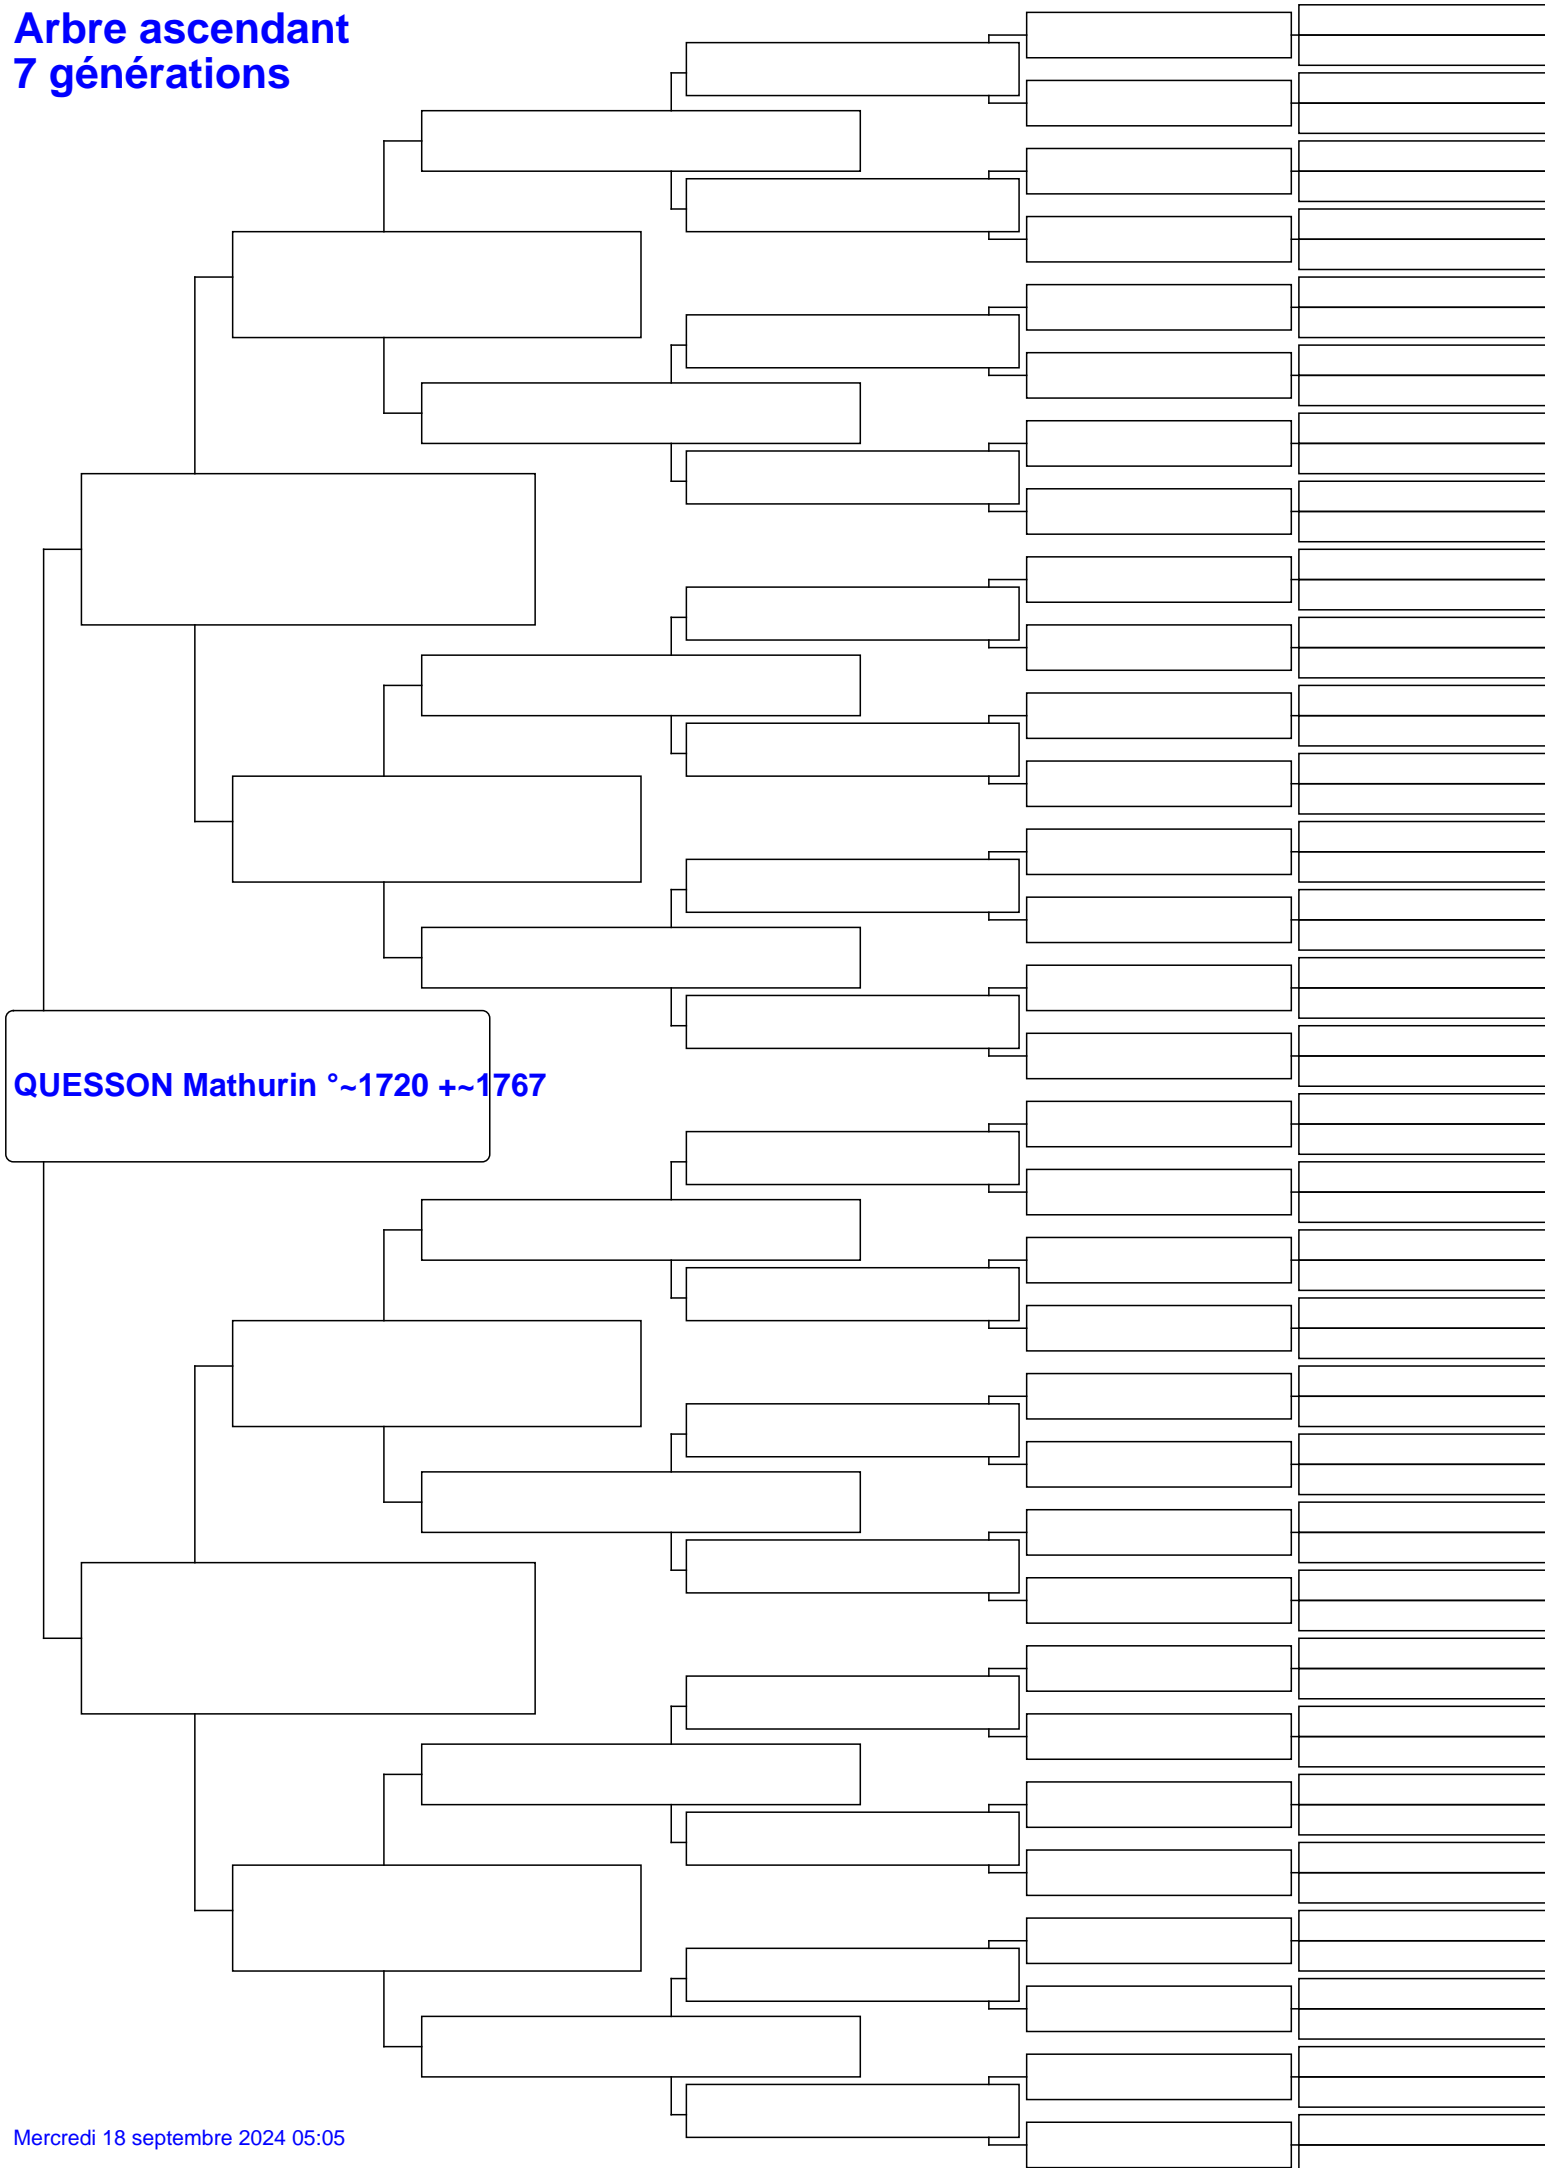 Arbre ascendant
7 générations
QUESSON Mathurin °~1720 +~1767
Mercredi 18 septembre 2024 05:05